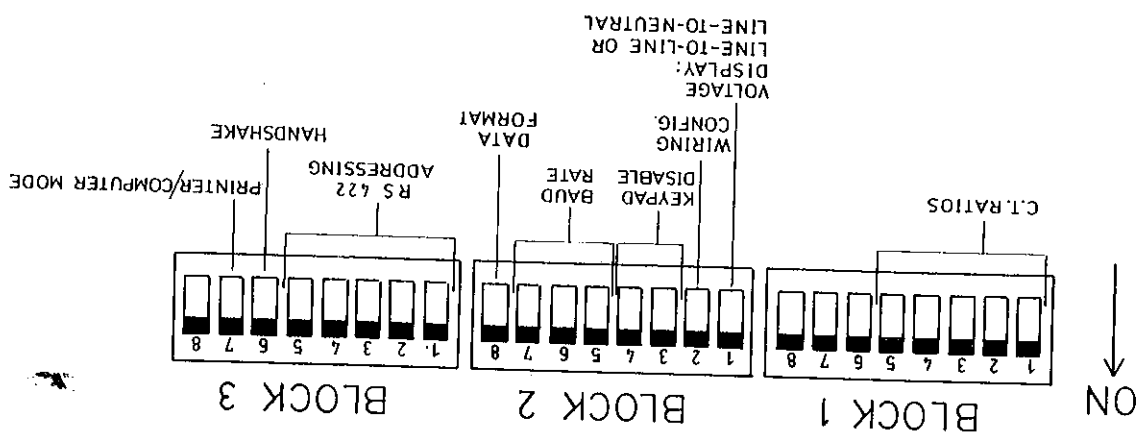 ON
BLOCK 1
1 2 3 4 5 6 7 8
C.T. RATIOS
BLOCK 2
1 2 3 4 5 6 7 8
VOLTAGE
DISPLAY:
LINE-TO-LINE OR
LINE-TO-NEUTRAL
WIRING
CONFIG.
KEYPAD
DISABLE
BAUD
RATE
DATA
FORMAT
BLOCK 3
1. 2 3 4 5 6 7 8
RS 422
ADDRESSING
HANDSHAKE
PRINTER/COMPUTER MODE